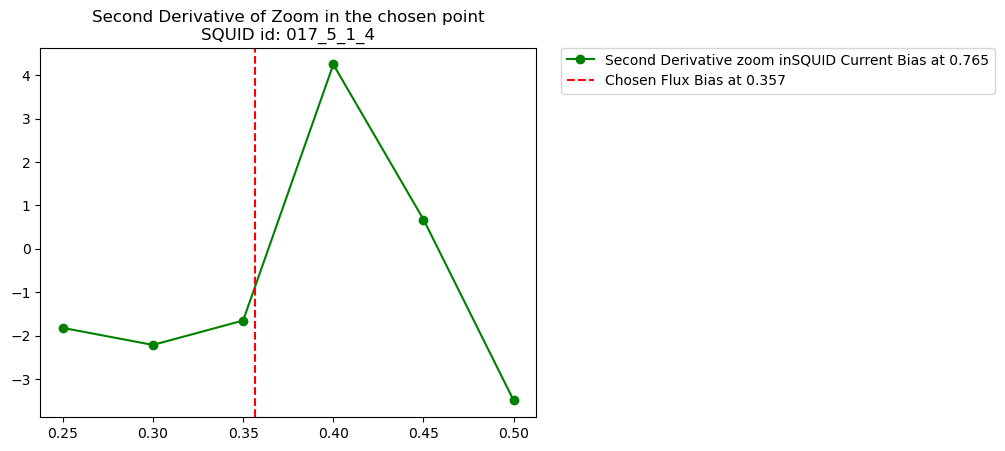 Second Derivative of Zoom in the chosen point
SQUID id: 017_5_1_4
Second Derivative zoom inSQUID Current Bias at 0.765
Chosen Flux Bias at 0.357
4
3
2
1
0
−1
−2
−3
0.25 0.30 0.35 0.40 0.45 0.50